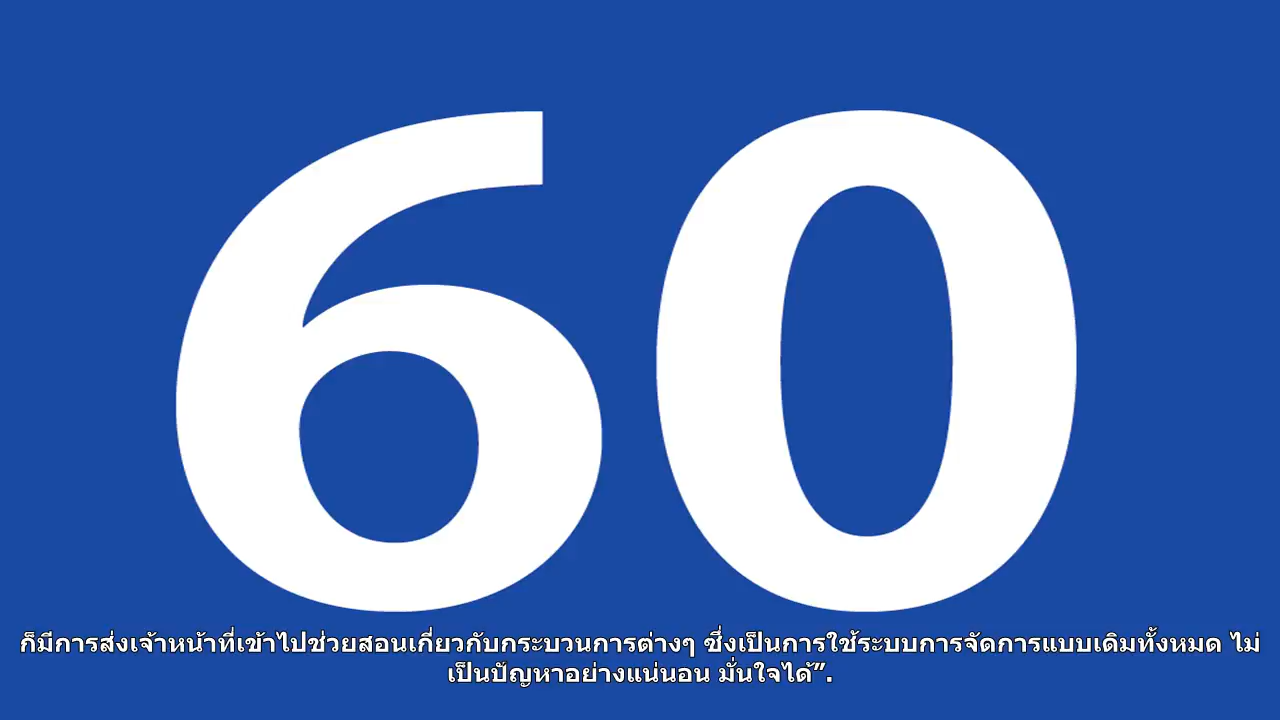 60
ก็มีการส่งเจ้าหน้าที่เข้าไปช่วยสอนเกี่ยวกับกระบวนการต่างๆ ซึ่งเป็นการใช้ระบบการจัดการแบบเดิมทั้งหมด ไม่
เป็นปัญหาอย่างแน่นอน มั่นใจได้”.